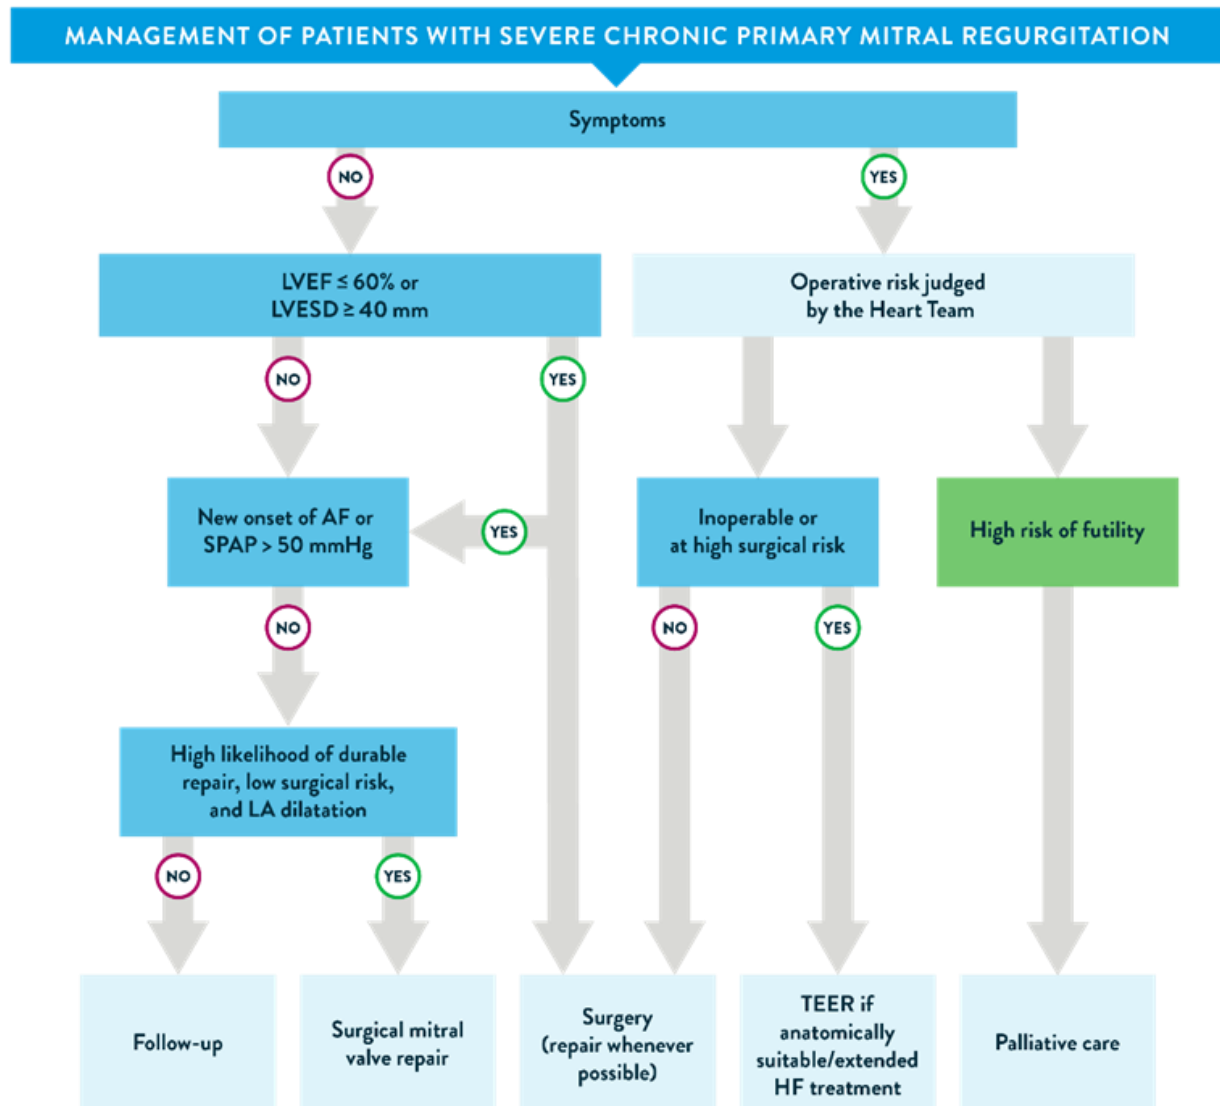 MANAGEMENT OF PATIENTS WITH SEVERE CHRONIC PRIMARY MITRAL REGURGITATION
Symptoms
NO
YES
LVEF ≤ 60% or
LVESD ≥ 40 mm
Operative risk judged
by the Heart Team
NO
YES
New onset of AF or
SPAP > 50 mmHg
YES
Inoperable or
at high surgical risk
High risk of futility
NO
NO
YES
High likelihood of durable
repair, low surgical risk,
and LA dilatation
NO
YES
Follow-up
Surgical mitral
valve repair
Surgery
(repair whenever
possible)
TEER if
anatomically
suitable/extended
HF treatment
Palliative care